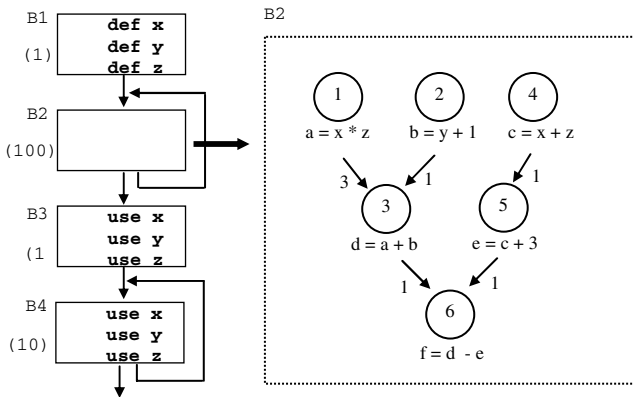 B1
def x
def y
def z
(1)
B2
(100)
B3
use x
use y
use z
(1
B4
use x
use y
use z
(10)
B2
1
2
4
a = x * z
b = y + 1
c = x + z
3
1
1
3
5
d = a + b
e = c + 3
1
1
6
f = d - e